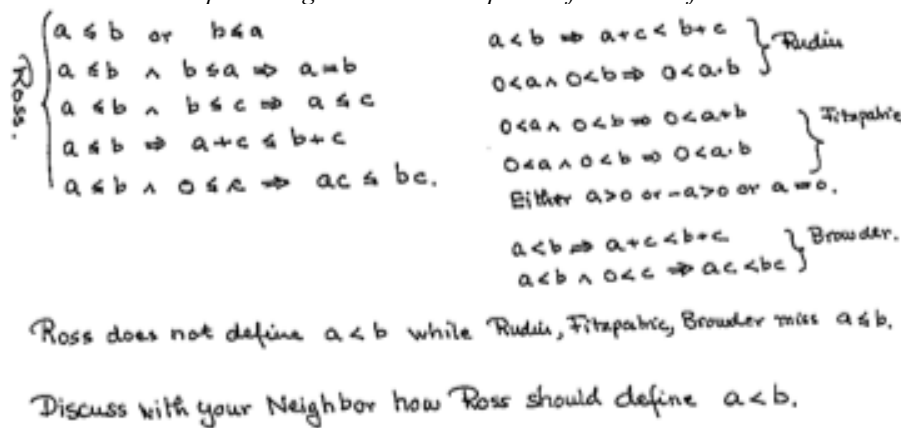 Ross.
a ≤ b or b ≤ a
a ≤ b ∧ b ≤ a ⇒ a = b
a ≤ b ∧ b ≤ c ⇒ a ≤ c
a ≤ b ⇒ a+c ≤ b+c
a ≤ b ∧ 0 ≤ c ⇒ ac ≤ bc.
a < b ⇒ a+c < b+c
0<a ∧ 0<b ⇒ 0<a·b
Rudin
0<a ∧ 0<b ⇒ 0<a+b
0<a ∧ 0<b ⇒ 0<a·b
Fitzpatric
Either a>0 or -a>0 or a=0.
a<b ⇒ a+c<b+c
a<b ∧ 0<c ⇒ ac<bc
Browder.
Ross does not define a<b while Rudin, Fitzpatric, Browder miss a≤b.
Discuss with your Neighbor how Ross should define a<b.